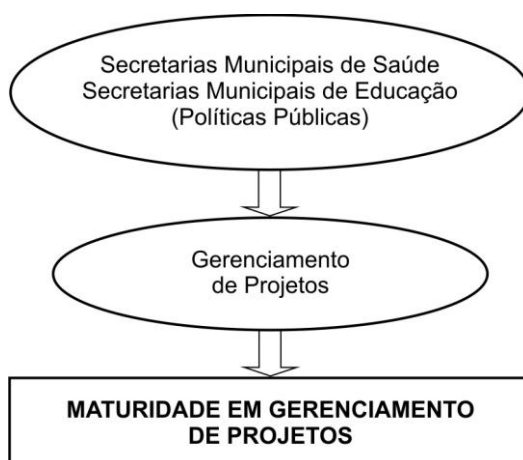 Secretarias Municipais de Saúde
Secretarias Municipais de Educação
(Políticas Públicas)
Gerenciamento
de Projetos
MATURIDADE EM GERENCIAMENTO
DE PROJETOS